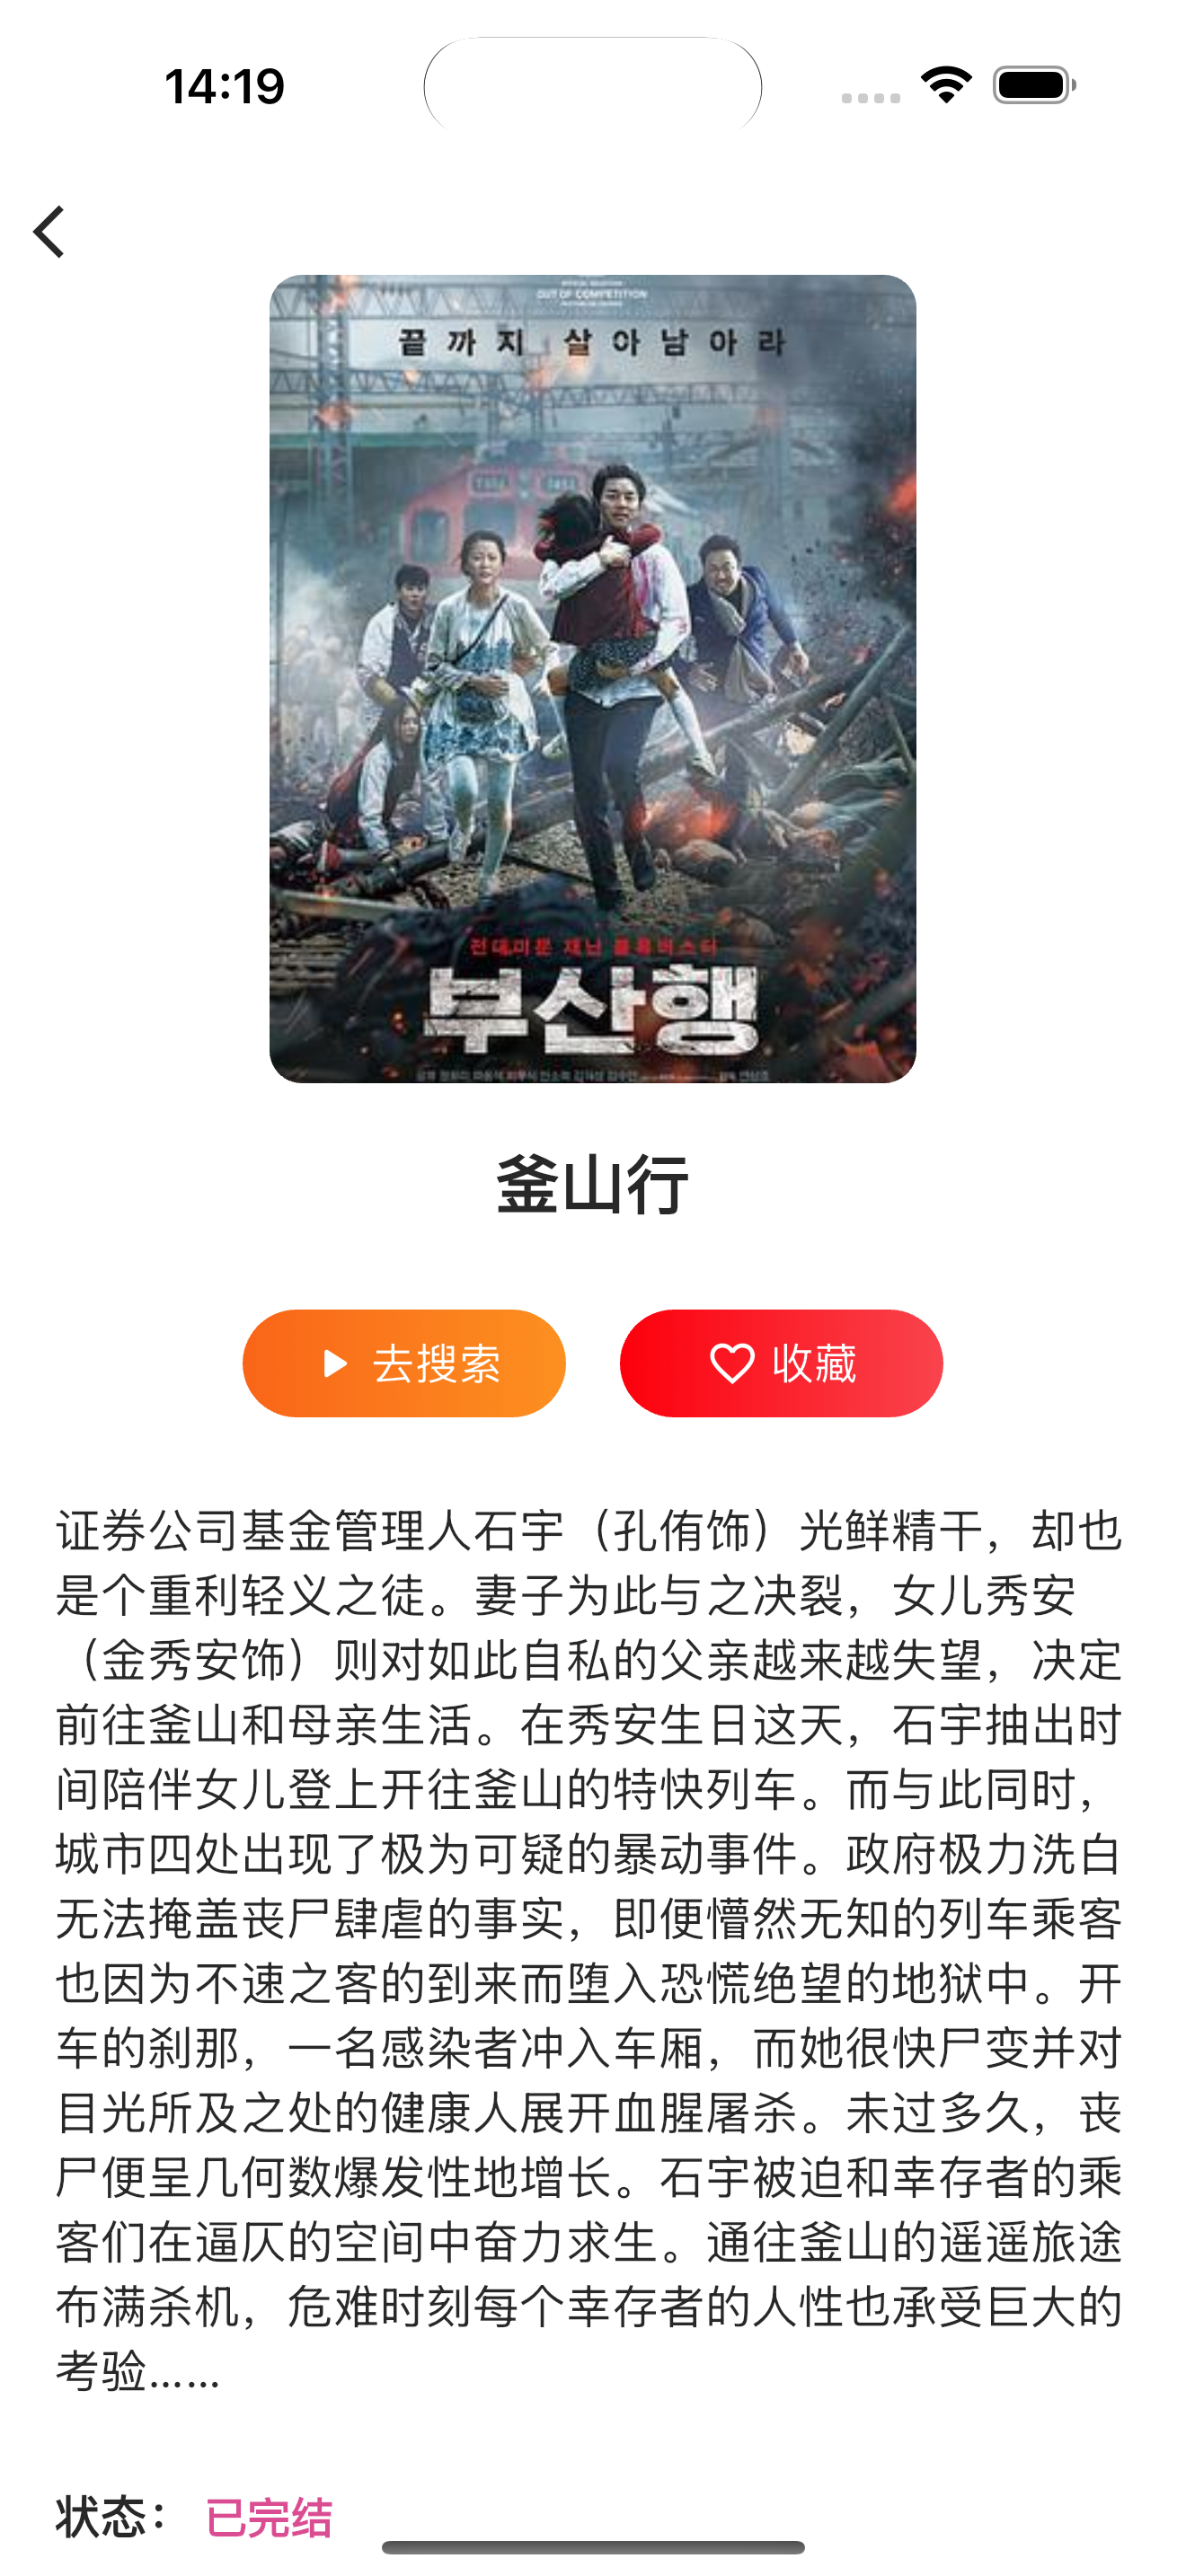 14:19
OUT OF COMPETITION
끝까지 살아남아라
전대미문 재난 블록버스터
부산행
釜山行
去搜索
收藏
证券公司基金管理人石宇（孔侑饰）光鲜精干，却也
是个重利轻义之徒。妻子为此与之决裂，女儿秀安
（金秀安饰）则对如此自私的父亲越来越失望，决定
前往釜山和母亲生活。在秀安生日这天，石宇抽出时
间陪伴女儿登上开往釜山的特快列车。而与此同时，
城市四处出现了极为可疑的暴动事件。政府极力洗白
无法掩盖丧尸肆虐的事实，即便懵然无知的列车乘客
也因为不速之客的到来而堕入恐慌绝望的地狱中。开
车的刹那，一名感染者冲入车厢，而她很快尸变并对
目光所及之处的健康人展开血腥屠杀。未过多久，丧
尸便呈几何数爆发性地增长。石宇被迫和幸存者的乘
客们在逼仄的空间中奋力求生。通往釜山的遥遥旅途
布满杀机，危难时刻每个幸存者的人性也承受巨大的
考验……
状态： 已完结